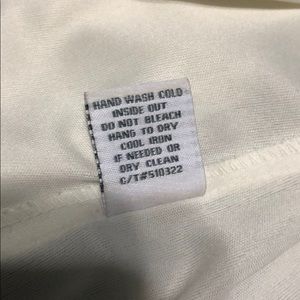 HAND WASH COLD
INSIDE OUT
DO NOT BLEACH
HANG TO DRY
COOL IRON
IF NEEDED OR
DRY CLEAN
C/T#510322